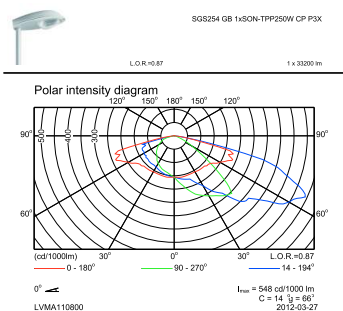 SGS254 GB 1xSON-TPP250W CP P3X
L.O.R.=0.87 1 x 33200 lm
Polar intensity diagram
120° 150° 180° 150° 120°
90° 500 400 300 90°
60° 60°
(cd/1000lm) 30° 0° 30° L.O.R.=0.87
0 - 180° 90 - 270° 14 - 194°
0° Imax = 548 cd/1000 lm
C = 14 °g = 66°
LVMA110800 2012-03-27